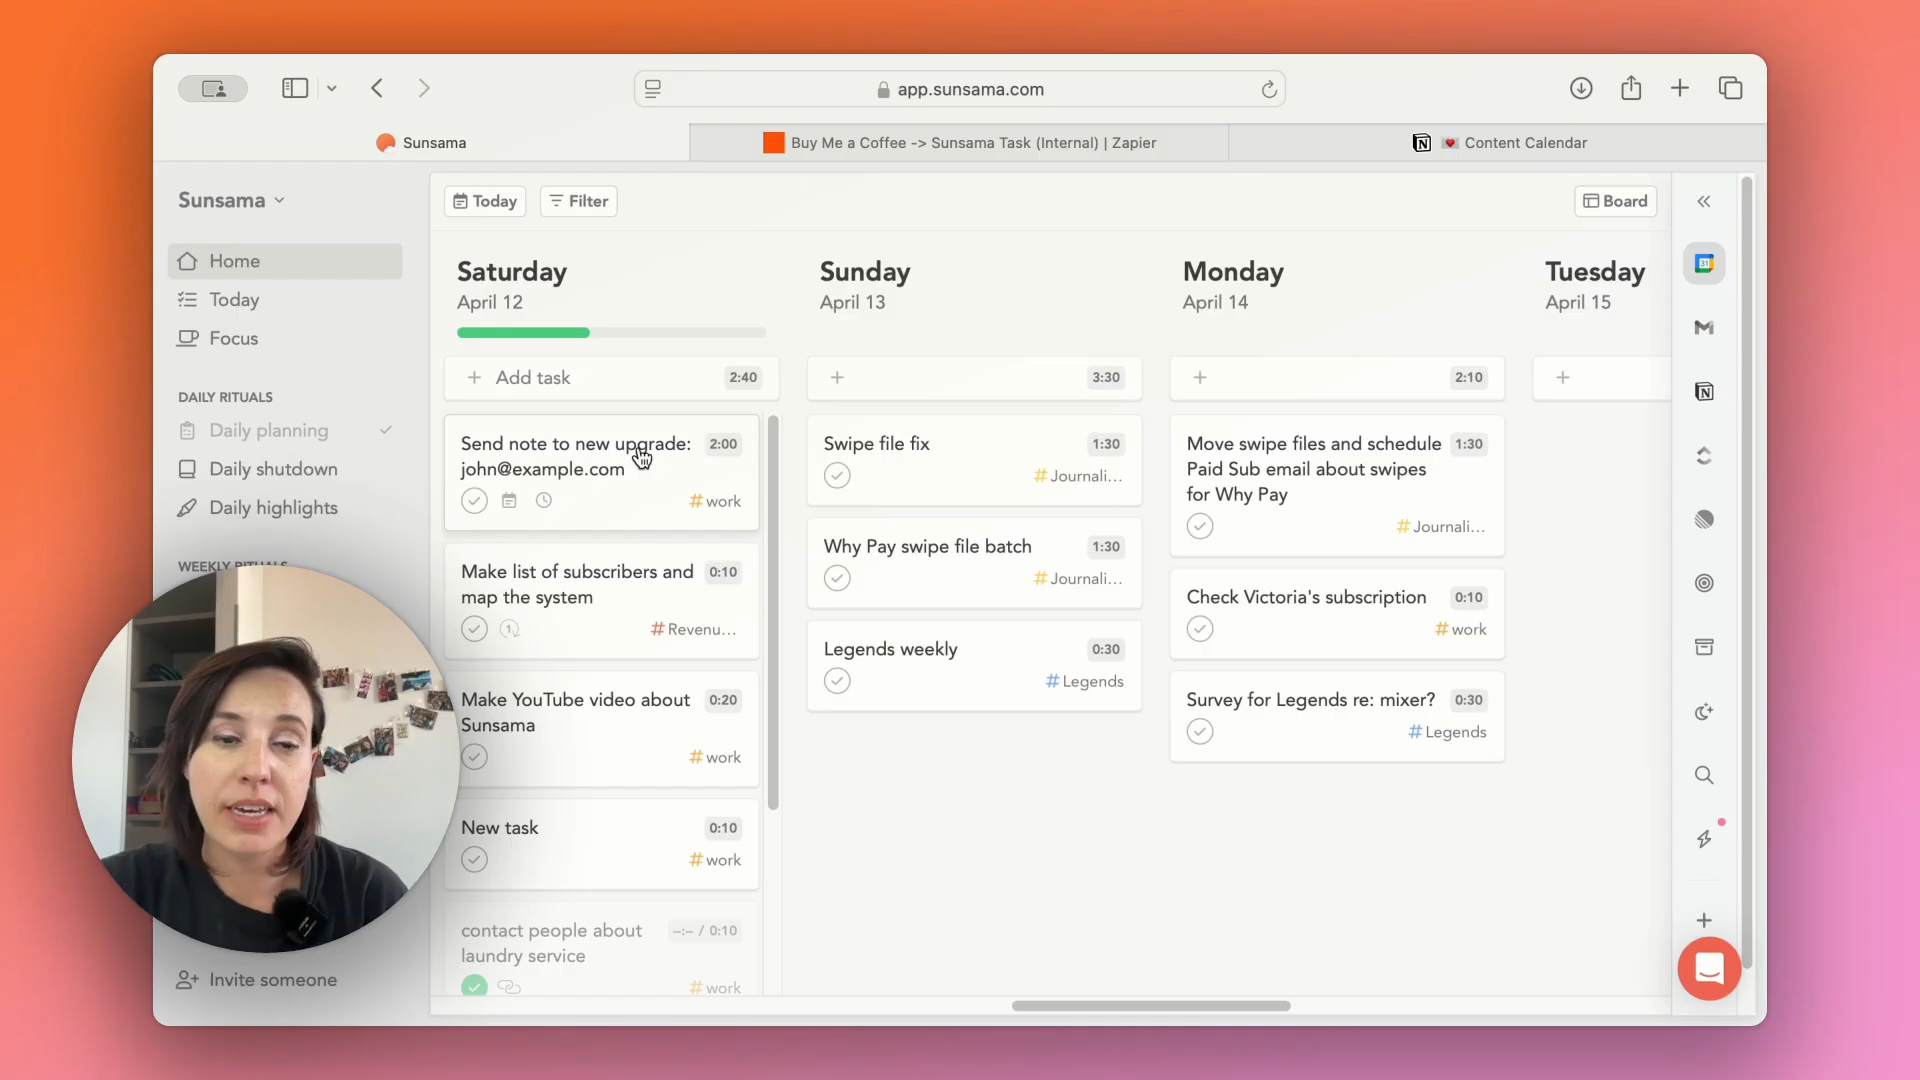 app.sunsama.com
Sunsama
Buy Me a Coffee -> Sunsama Task (Internal) | Zapier
Content Calendar
Sunsama
Home
Today
Focus
DAILY RITUALS
Daily planning
Daily shutdown
Daily highlights
WEEKLY RITUALS
Invite someone
Today
Filter
Board
Saturday
April 12
Add task
2:40
Send note to new upgrade:
john@example.com
2:00
# work
Make list of subscribers and
map the system
0:10
1
# Revenu...
Make YouTube video about
Sunsama
0:20
# work
New task
0:10
# work
contact people about
laundry service
--:-- / 0:10
# work
Sunday
April 13
3:30
Swipe file fix
1:30
# Journali...
Why Pay swipe file batch
1:30
# Journali...
Legends weekly
0:30
# Legends
Monday
April 14
2:10
Move swipe files and schedule
Paid Sub email about swipes
for Why Pay
1:30
# Journali...
Check Victoria's subscription
0:10
# work
Survey for Legends re: mixer?
0:30
# Legends
Tuesday
April 15
31